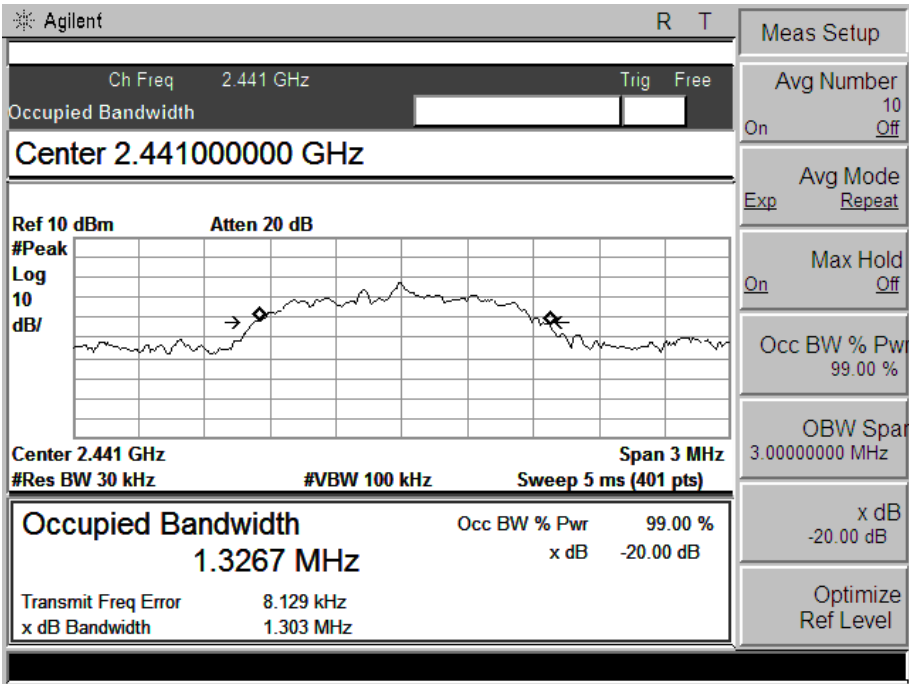 Agilent R T
Ch Freq 2.441 GHz Trig Free
Occupied Bandwidth
Center 2.441000000 GHz
Ref 10 dBm Atten 20 dB
#Peak
Log
10
dB/
Center 2.441 GHz Span 3 MHz
#Res BW 30 kHz #VBW 100 kHz Sweep 5 ms (401 pts)
Occupied Bandwidth Occ BW % Pwr 99.00 %
1.3267 MHz x dB -20.00 dB
Transmit Freq Error 8.129 kHz
x dB Bandwidth 1.303 MHz
Meas Setup
Avg Number
10
On Off
Avg Mode
Exp Repeat
Max Hold
On Off
Occ BW % Pwr
99.00 %
OBW Spar
3.00000000 MHz
x dB
-20.00 dB
Optimize
Ref Level